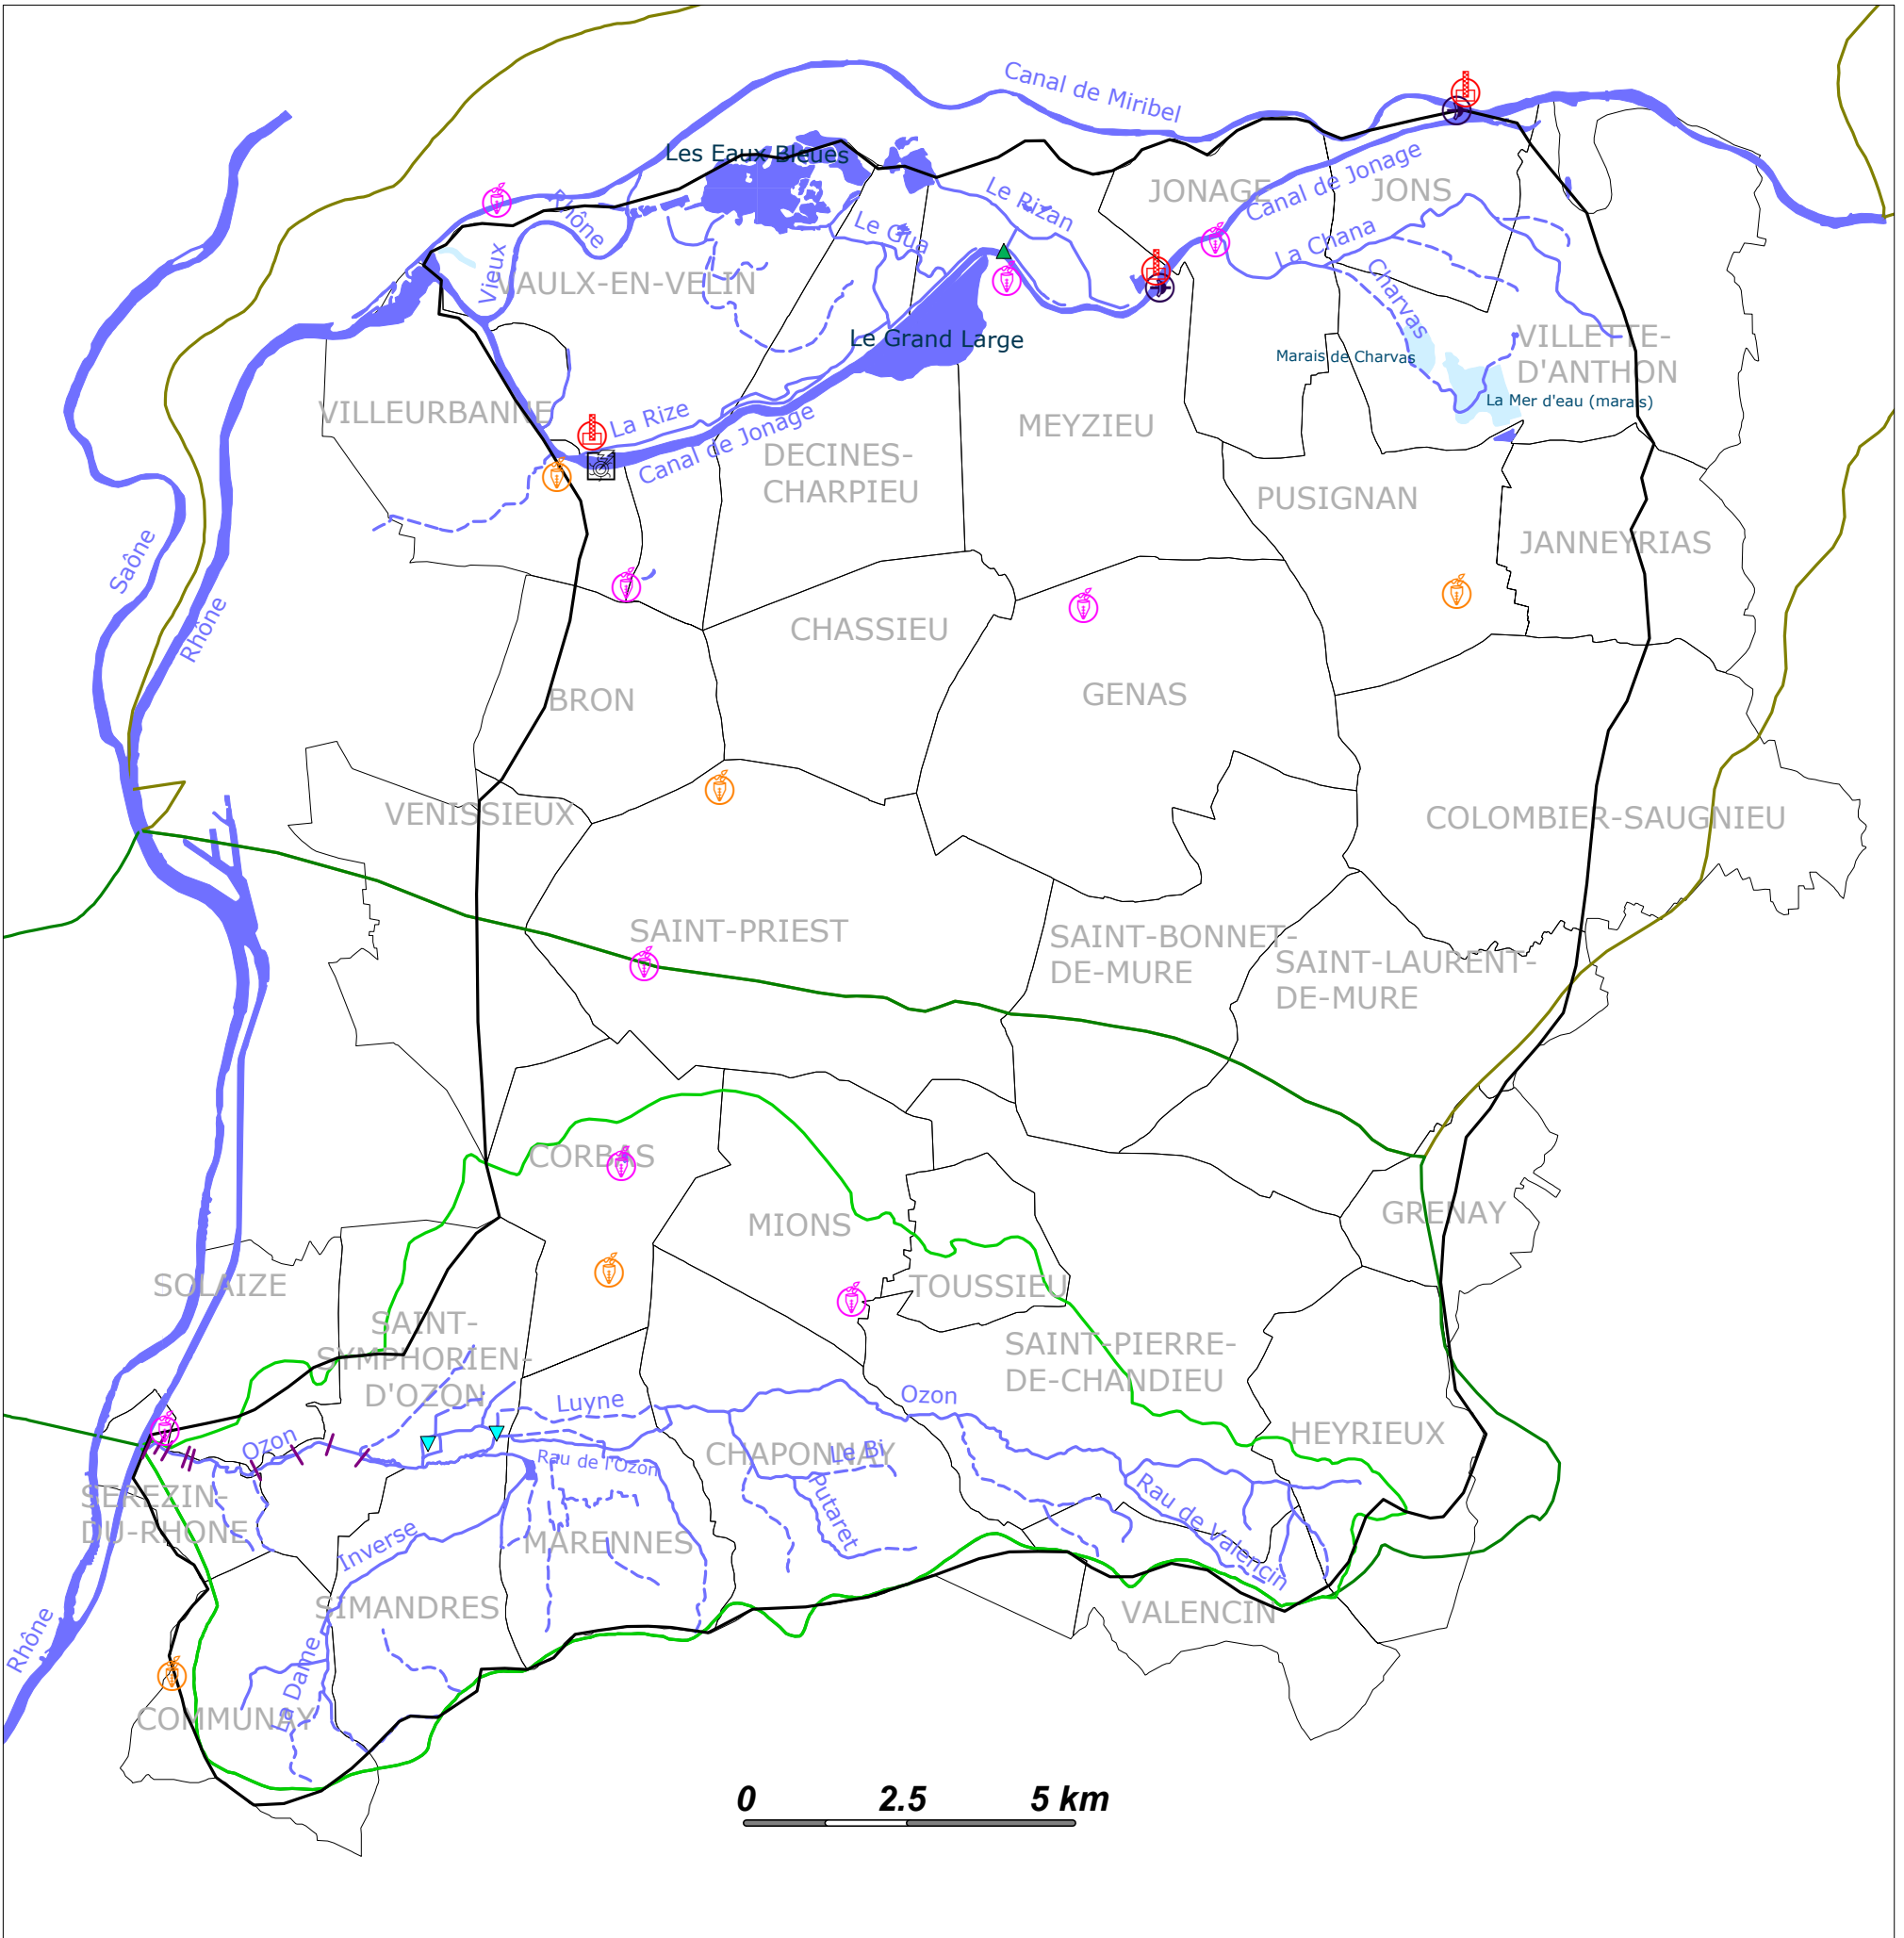 Canal de Miribel
Les Eaux Bleues
JONAGE
Canal de Jonage
JONS
Le Rizan
Rhône
Vieux
Le Gua
La Chana
Charvas
VAULX-EN-VELIN
Le Grand Large
VILLETTE-
D'ANTHON
Marais de Charvas
La Mer d'eau (marais)
VILLEURBANNE
La Rize
Canal de Jonage
MEYZIEU
DECINES-
CHARPIEU
PUSIGNAN
JANNEYRIAS
Saône
Rhône
CHASSIEU
BRON
GENAS
VENISSIEUX
COLOMBIER-SAUGNIEU
SAINT-PRIEST
SAINT-BONNET-
DE-MURE
SAINT-LAURENT-
DE-MURE
CORBAS
MIONS
GRENAY
SOLAIZE
TOUSSIEU
SAINT-
SYMPHORIEN-
D'OZON
SAINT-PIERRE-
DE-CHANDIEU
Luyne
Ozon
HEYRIEUX
Ozon
Rau de l'Ozon
CHAPONNAY
Le Bi
Putaret
Rau de Valencin
SEREZIN-
DU-RHONE
Inverse
MARENNES
SIMANDRES
VALENCIN
Rhône
La Dame
COMMUNAY
0 2.5 5 km